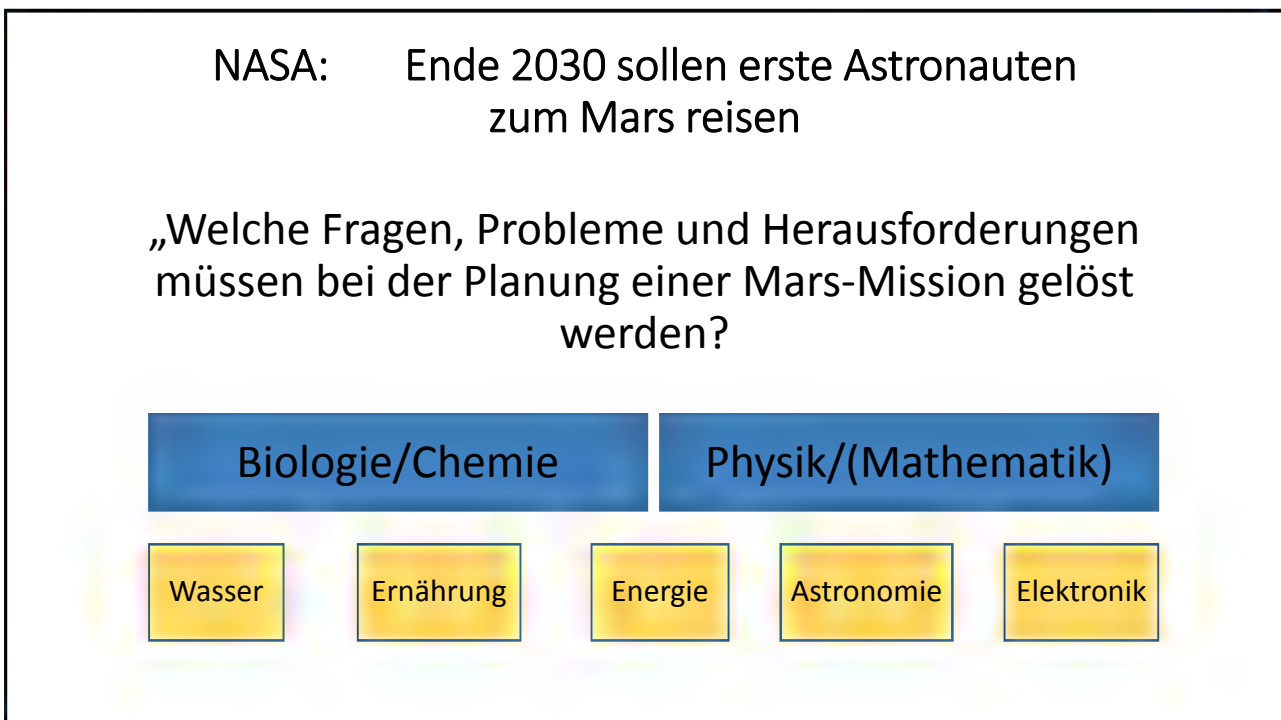 NASA: Ende 2030 sollen erste Astronauten
zum Mars reisen
„Welche Fragen, Probleme und Herausforderungen
müssen bei der Planung einer Mars-Mission gelöst
werden?
Biologie/Chemie
Physik/(Mathematik)
Wasser
Ernährung
Energie
Astronomie
Elektronik